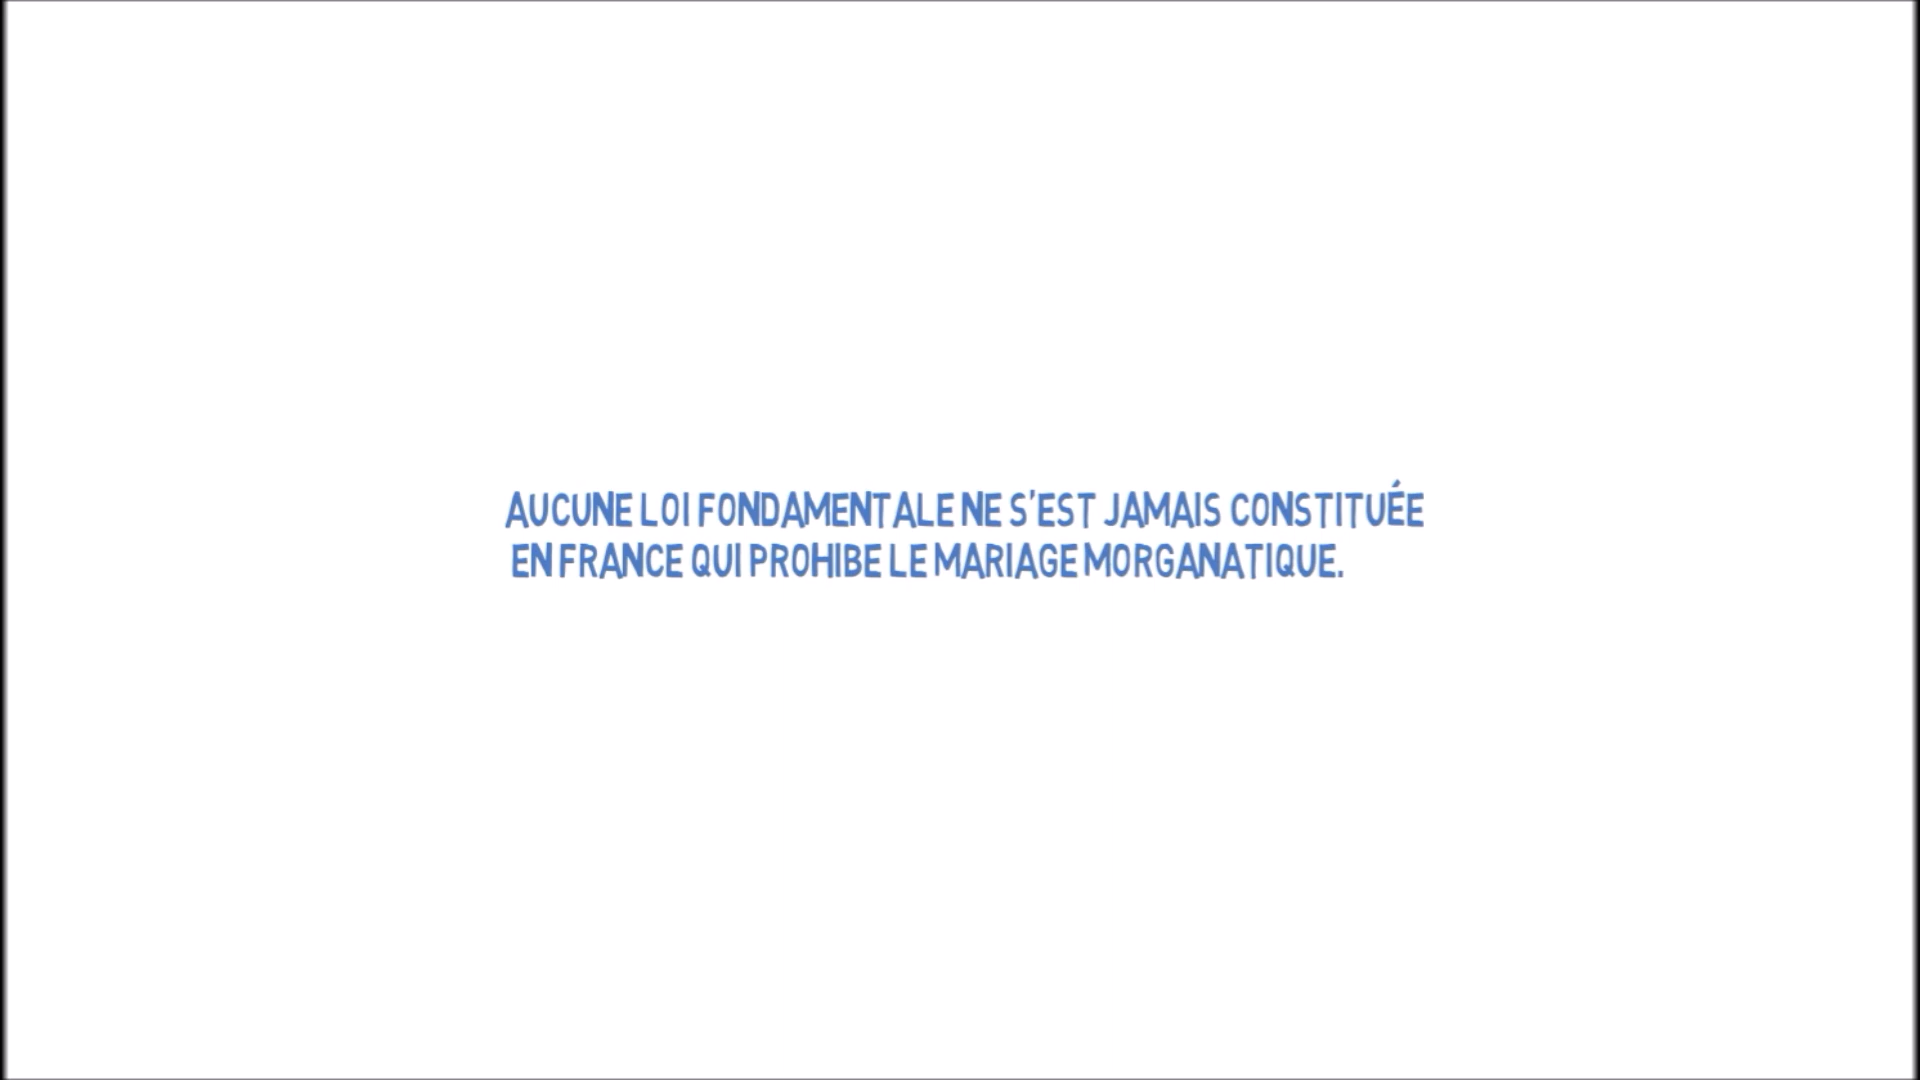 AUCUNE LOI FONDAMENTALE NE S'EST JAMAIS CONSTITUÉE
EN FRANCE QUI PROHIBE LE MARIAGE MORGANATIQUE.